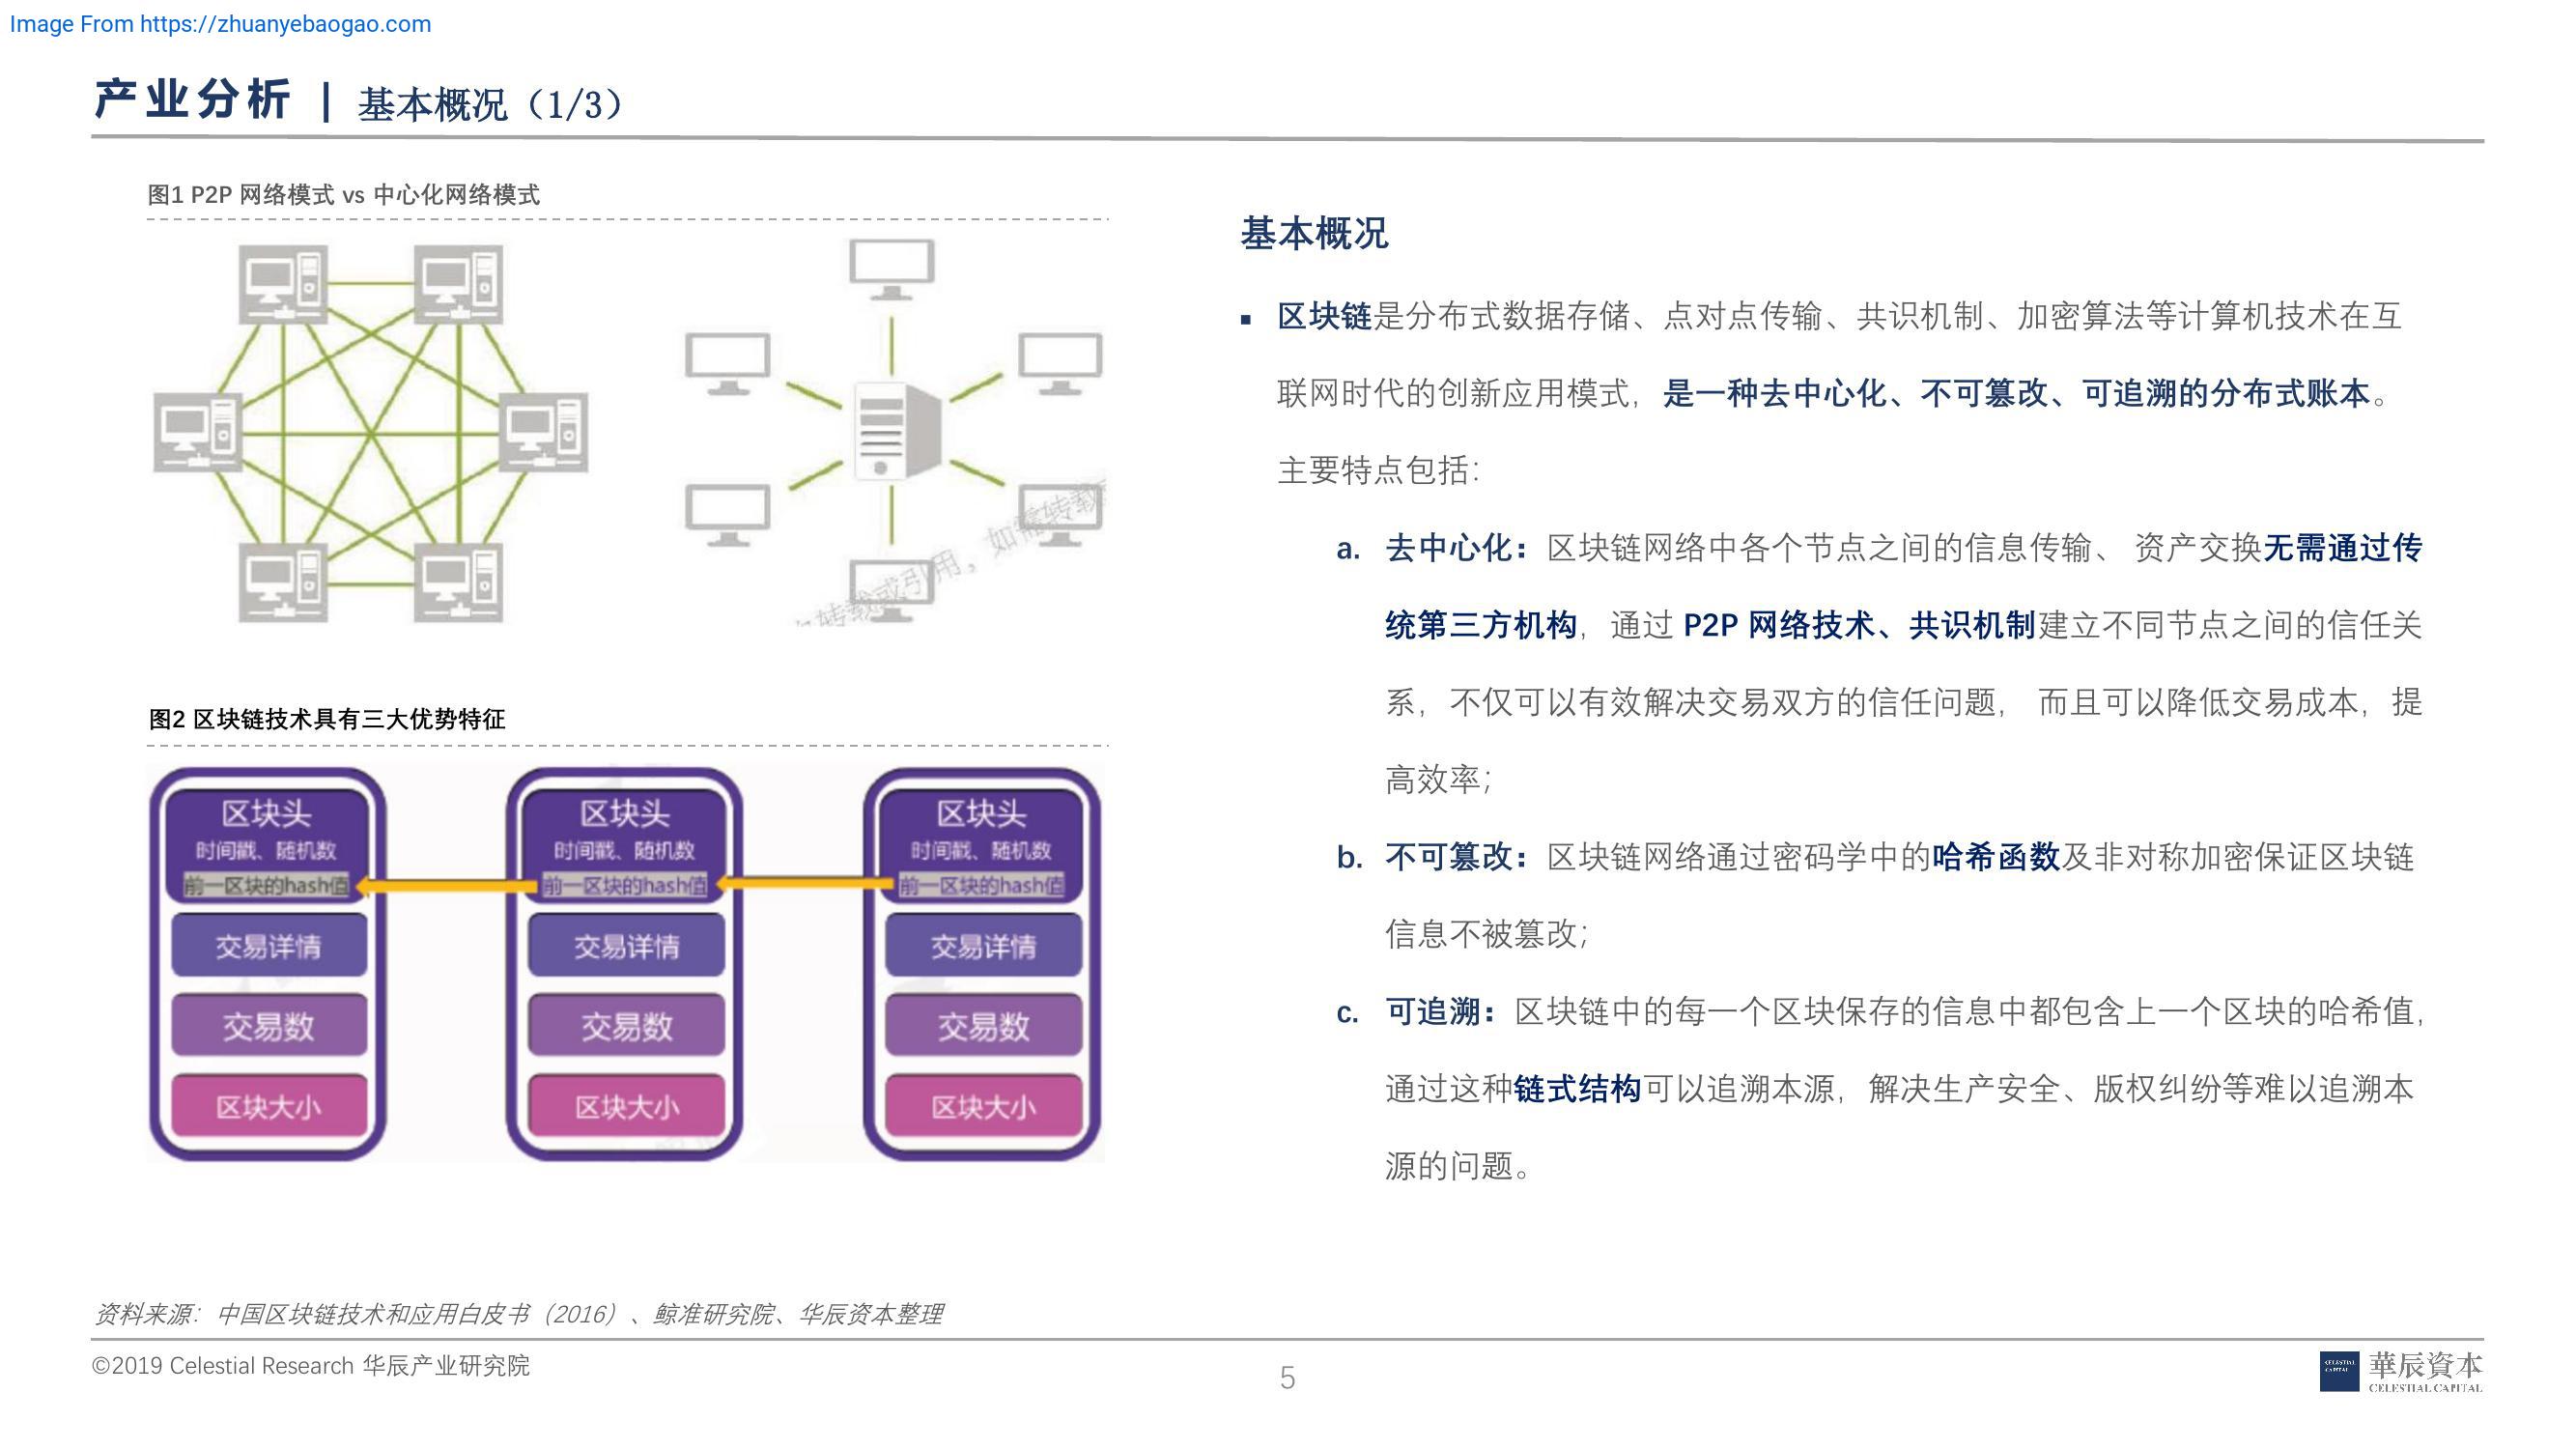 Image From https://zhuanyebaogao.com
产业分析 | 基本概况（1/3）
图1 P2P 网络模式 vs 中心化网络模式
转载或引用，如需转载
图2 区块链技术具有三大优势特征
区块头
时间戳、随机数
前一区块的hash值
交易详情
交易数
区块大小
区块头
时间戳、随机数
前一区块的hash值
交易详情
交易数
区块大小
区块头
时间戳、随机数
前一区块的hash值
交易详情
交易数
区块大小
基本概况
▪ 区块链是分布式数据存储、点对点传输、共识机制、加密算法等计算机技术在互
联网时代的创新应用模式，是一种去中心化、不可篡改、可追溯的分布式账本。
主要特点包括：
a. 去中心化：区块链网络中各个节点之间的信息传输、 资产交换无需通过传
统第三方机构，通过 P2P 网络技术、共识机制建立不同节点之间的信任关
系，不仅可以有效解决交易双方的信任问题， 而且可以降低交易成本，提
高效率；
b. 不可篡改：区块链网络通过密码学中的哈希函数及非对称加密保证区块链
信息不被篡改；
c. 可追溯：区块链中的每一个区块保存的信息中都包含上一个区块的哈希值，
通过这种链式结构可以追溯本源，解决生产安全、版权纠纷等难以追溯本
源的问题。
资料来源：中国区块链技术和应用白皮书（2016）、鲸准研究院、华辰资本整理
©2019 Celestial Research 华辰产业研究院
5
CELESTIAL
CAPITAL
華辰資本
CELESTIAL CAPITAL